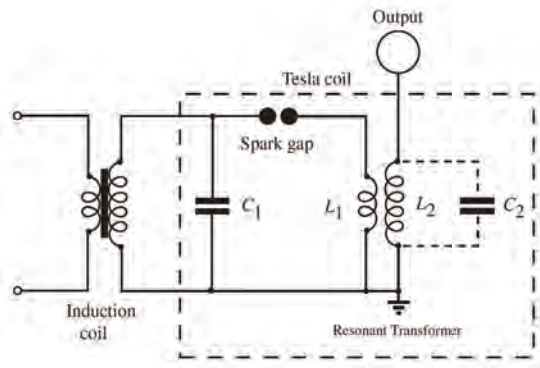 Output
Tesla coil
Spark gap
C1
L1
L2
C2
Induction
coil
Resonant Transformer